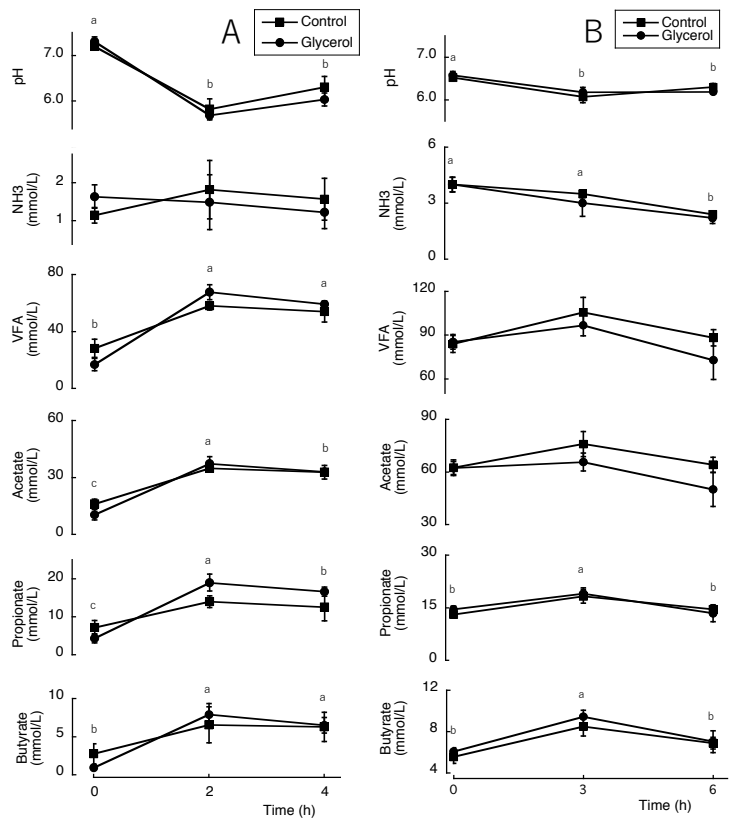 A
Control
Glycerol
a
7.0
b
b
pH
6.0
2
NH3
(mmol/L)
1
80
a
a
VFA
(mmol/L)
b
40
0
60
a
b
Acetate
(mmol/L)
c
30
0
a
20
b
Propionate
(mmol/L)
c
10
0
10
a
a
Butyrate
(mmol/L)
b
5
0
0
2
4
Time (h)
B
Control
Glycerol
a
7.0
b
b
pH
6.0
6
a
a
NH3
(mmol/L)
b
3
0
120
VFA
(mmol/L)
90
60
90
Acetate
(mmol/L)
60
30
30
a
b
b
Propionate
(mmol/L)
15
0
12
a
b
b
Butyrate
(mmol/L)
8
4
0
3
6
Time (h)